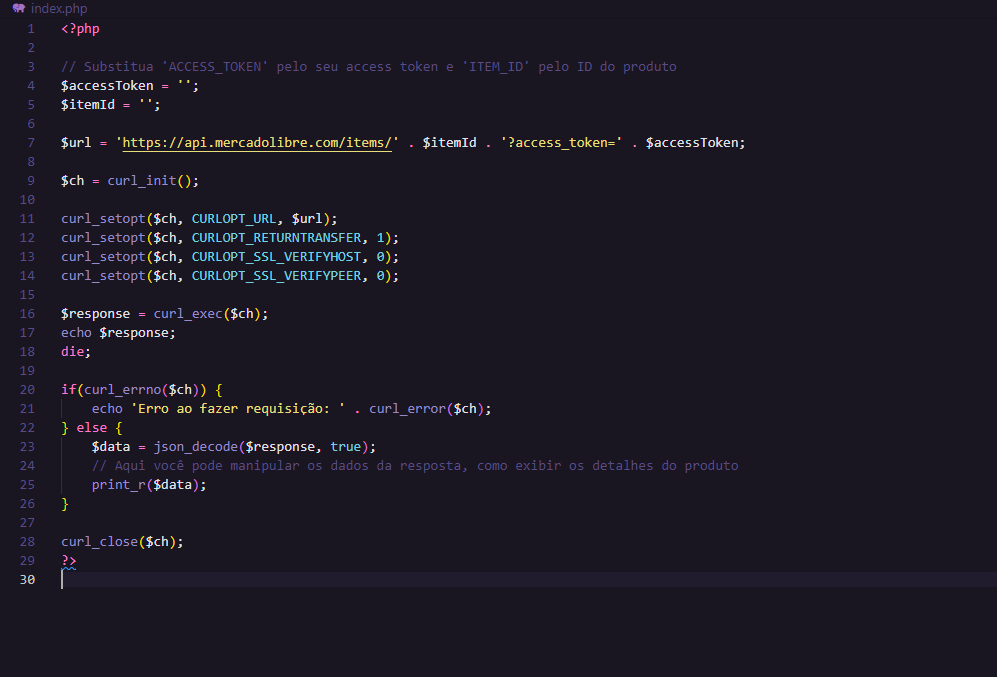 index.php
1 <?php
2
3 // Substitua 'ACCESS_TOKEN' pelo seu access token e 'ITEM_ID' pelo ID do produto
4 $accessToken = '';
5 $itemId = '';
6
7 $url = 'https://api.mercadolibre.com/items/' . $itemId . '?access_token=' . $accessToken;
8
9 $ch = curl_init();
10
11 curl_setopt($ch, CURLOPT_URL, $url);
12 curl_setopt($ch, CURLOPT_RETURNTRANSFER, 1);
13 curl_setopt($ch, CURLOPT_SSL_VERIFYHOST, 0);
14 curl_setopt($ch, CURLOPT_SSL_VERIFYPEER, 0);
15
16 $response = curl_exec($ch);
17 echo $response;
18 die;
19
20 if(curl_errno($ch)) {
21     echo 'Erro ao fazer requisição: ' . curl_error($ch);
22 } else {
23     $data = json_decode($response, true);
24     // Aqui você pode manipular os dados da resposta, como exibir os detalhes do produto
25     print_r($data);
26 }
27
28 curl_close($ch);
29 ?>
30